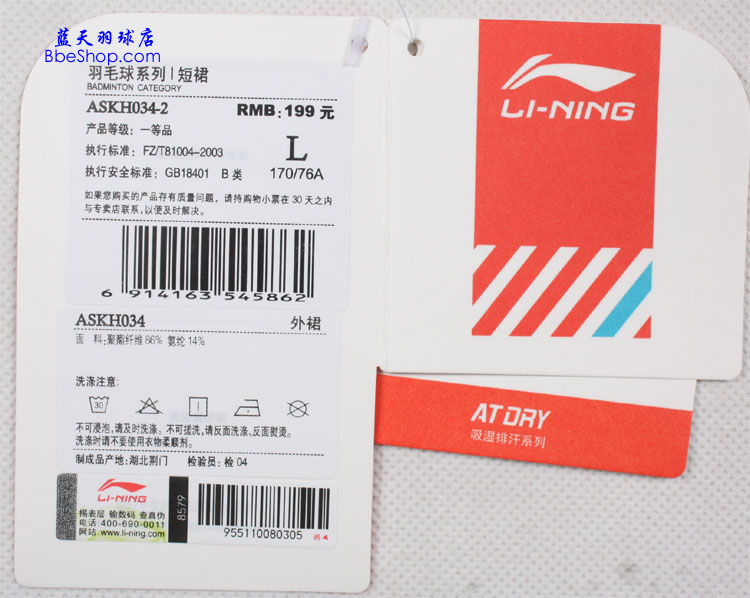 蓝天羽球店
BbeShop.com
羽毛球系列|短裙
BADMINTON CATEGORY
ASKH034-2 RMB: 199 元
产品等级: 一等品
执行标准: FZ/T81004-2003
L
执行安全标准: GB18401 B 类 170/76A
如果您购买的产品存有质量问题, 请持购物小票在 30 天之内
与专卖店联系,以便及时解决。
6 914163 545862
ASKH034 外裙
面 料:聚酯纤维 86% 氨纶 14%
洗涤注意:
30
不可浸泡,请及时洗涤。不可搓洗,请反面洗涤、反面熨烫。
洗涤时请不要使用衣物柔顺剂。
制成品产地: 湖北荆门 检验员: 检 04
LI-NING
揭表层 输数码 查真伪
电话 400-690-0011
网站 www.li-ning.com
8579
955110080305
LI-NING
AT DRY
吸湿排汗系列